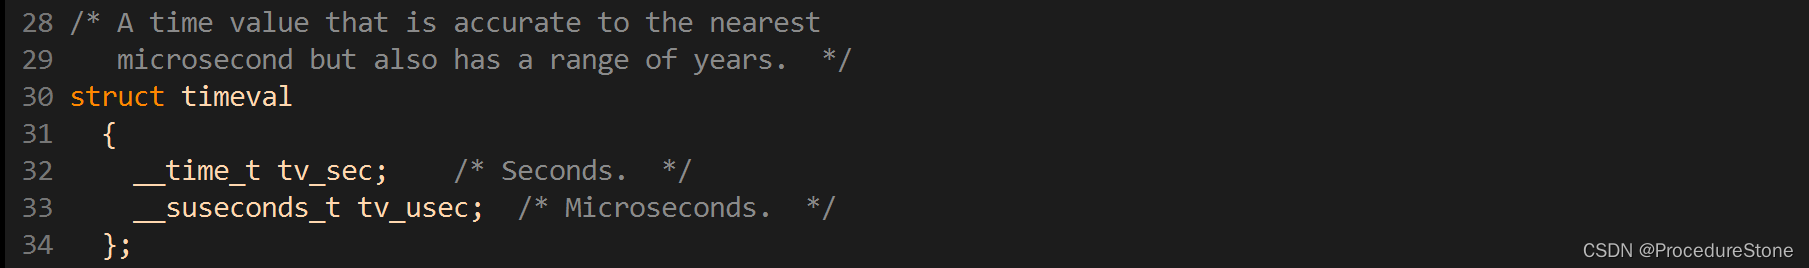 28 /* A time value that is accurate to the nearest
29    microsecond but also has a range of years.  */
30 struct timeval
31   {
32     __time_t tv_sec;    /* Seconds.  */
33     __suseconds_t tv_usec;  /* Microseconds.  */
34   };
CSDN @ProcedureStone